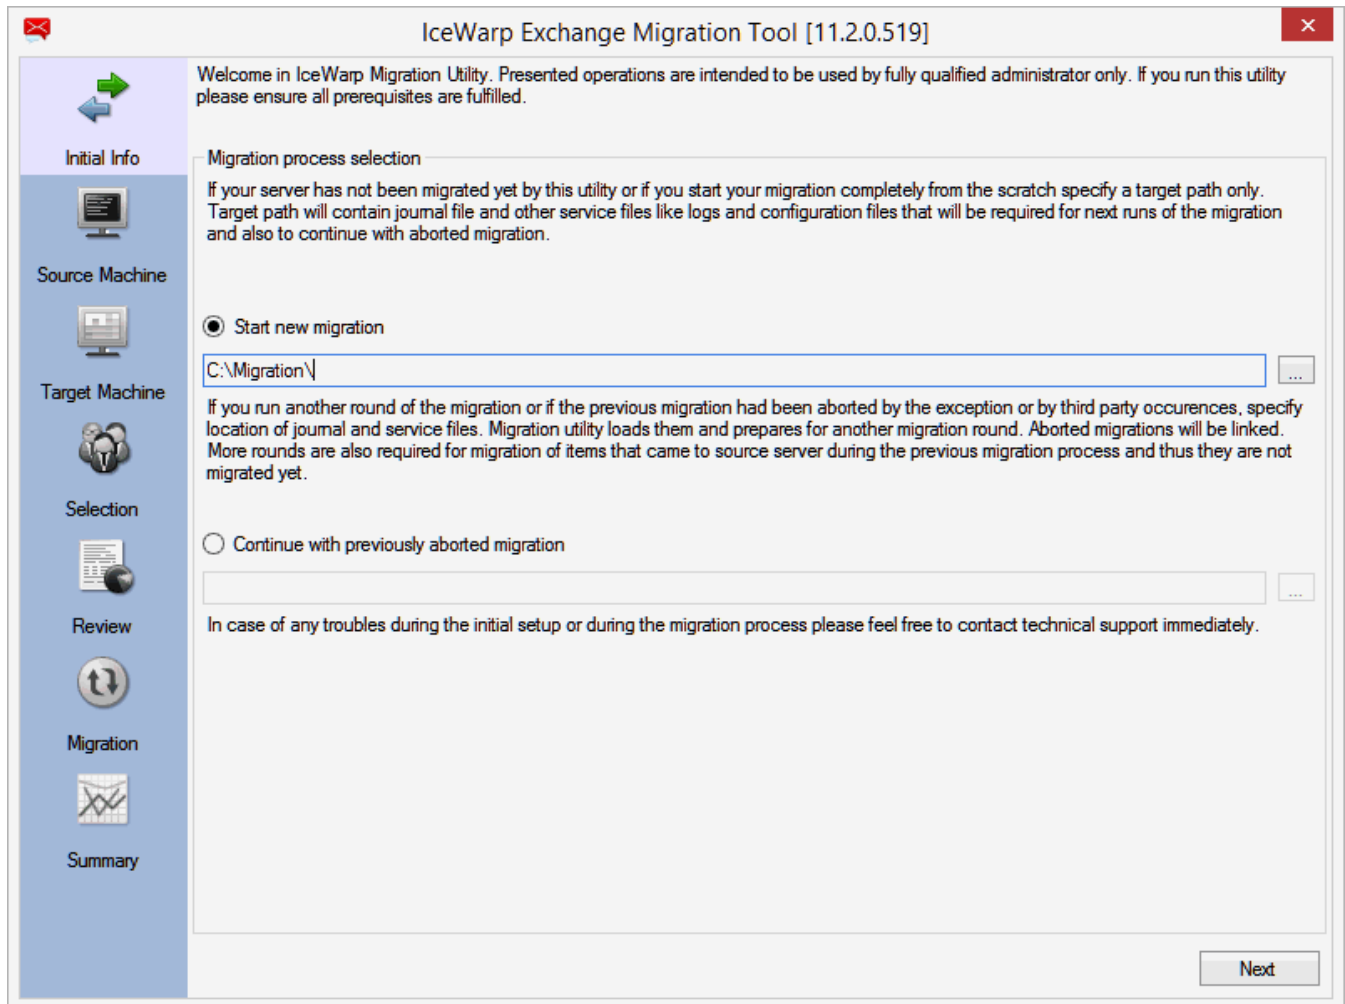 IceWarp Exchange Migration Tool [11.2.0.519]
Initial Info
Source Machine
Target Machine
Selection
Review
Migration
Summary
Welcome in IceWarp Migration Utility. Presented operations are intended to be used by fully qualified administrator only. If you run this utility
please ensure all prerequisites are fulfilled.
Migration process selection
If your server has not been migrated yet by this utility or if you start your migration completely from the scratch specify a target path only.
Target path will contain journal file and other service files like logs and configuration files that will be required for next runs of the migration
and also to continue with aborted migration.
Start new migration
C:\Migration\
...
If you run another round of the migration or if the previous migration had been aborted by the exception or by third party occurences, specify
location of journal and service files. Migration utility loads them and prepares for another migration round. Aborted migrations will be linked.
More rounds are also required for migration of items that came to source server during the previous migration process and thus they are not
migrated yet.
Continue with previously aborted migration
...
In case of any troubles during the initial setup or during the migration process please feel free to contact technical support immediately.
Next